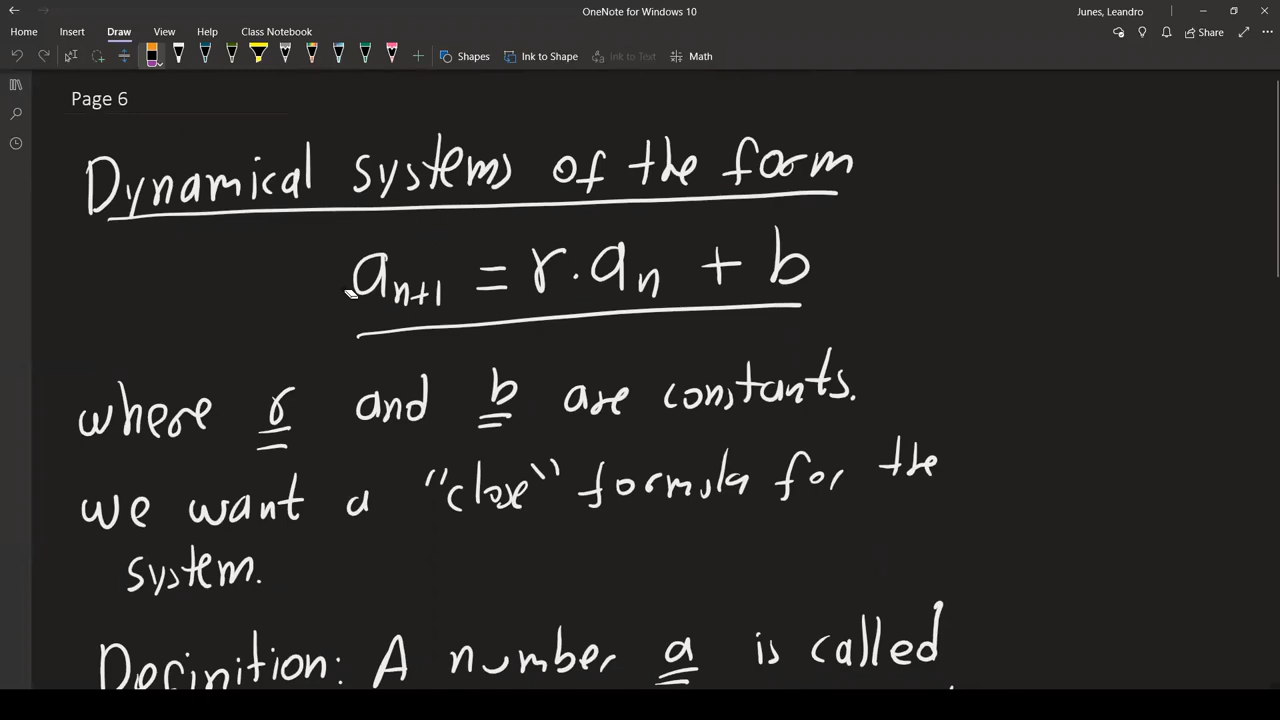 OneNote for Windows 10
Junes, Leandro
Home Insert Draw View Help Class Notebook
Share
Shapes Ink to Shape Ink to Text Math
Page 6
Dynamical systems of the form
aₙ₊₁ = r · aₙ + b
where r and b are constants.
we want a "close" formula for the
system.
Definition: A number a is called